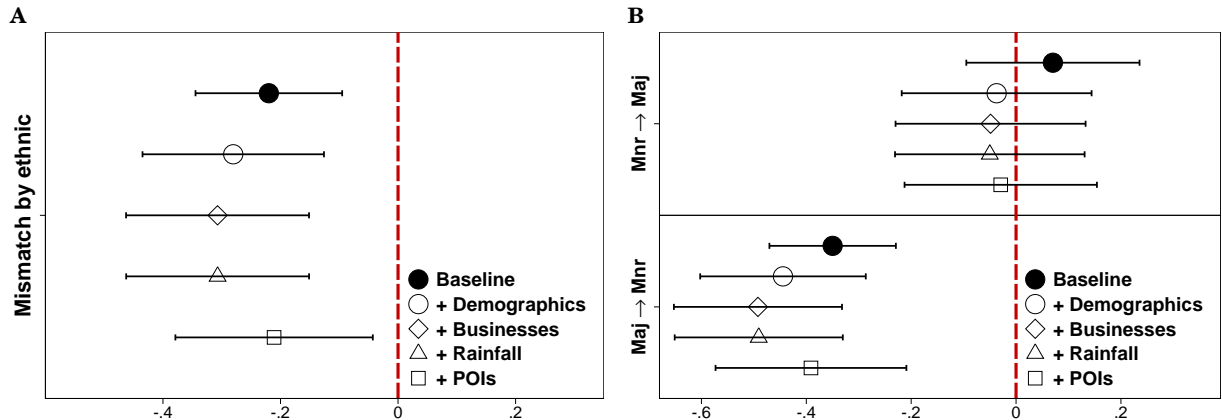 A
Mismatch by ethnic
Baseline
+ Demographics
+ Businesses
+ Rainfall
+ POIs
-.4 -.2 0 .2
B
Mnr → Maj
Maj → Mnr
Baseline
+ Demographics
+ Businesses
+ Rainfall
+ POIs
-.6 -.4 -.2 0 .2